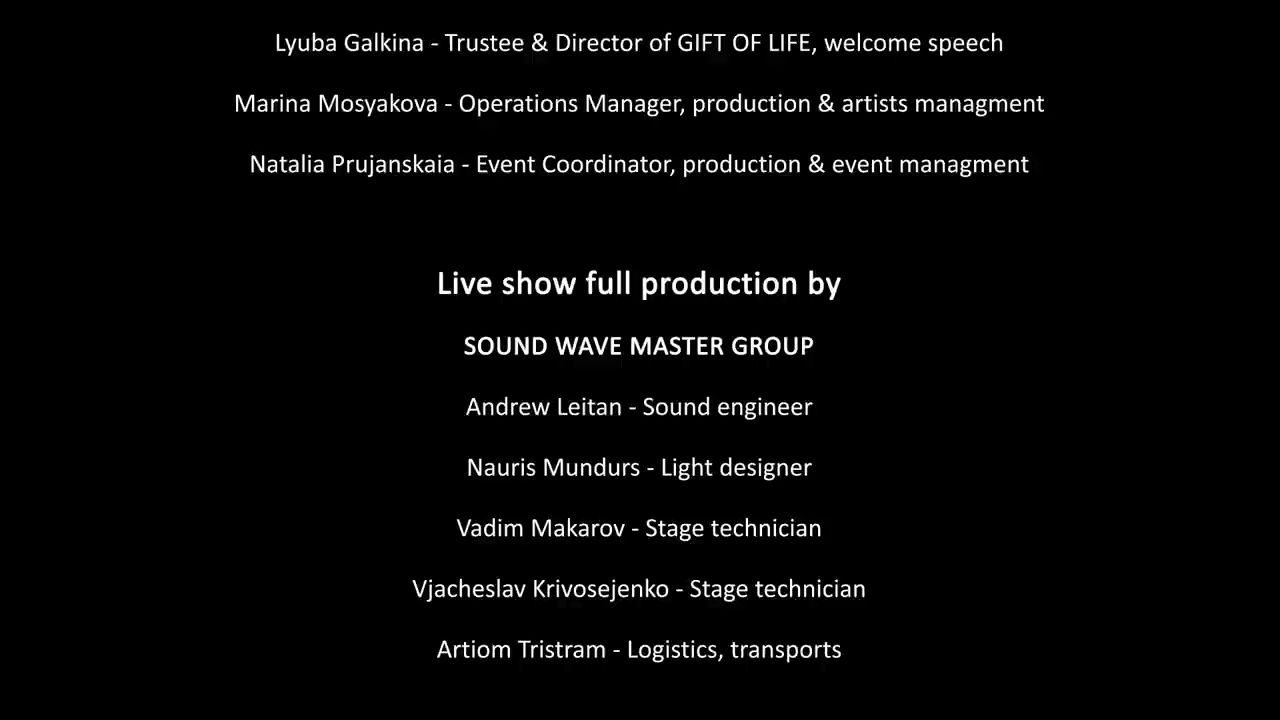 Lyuba Galkina - Trustee & Director of GIFT OF LIFE, welcome speech
Marina Mosyakova - Operations Manager, production & artists managment
Natalia Prujanskaia - Event Coordinator, production & event managment
Live show full production by
SOUND WAVE MASTER GROUP
Andrew Leitan - Sound engineer
Nauris Mundurs - Light designer
Vadim Makarov - Stage technician
Vjacheslav Krivosejenko - Stage technician
Artiom Tristram - Logistics, transports